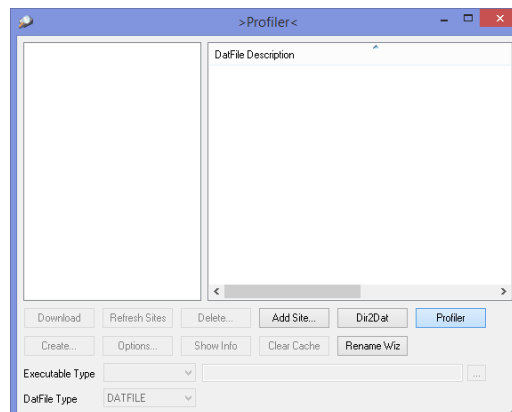 >Profiler<
DatFile Description
Download Refresh Sites Delete... Add Site... Dir2Dat Profiler
Create... Options... Show Info Clear Cache Rename Wiz
Executable Type ...
DatFile Type DATFILE